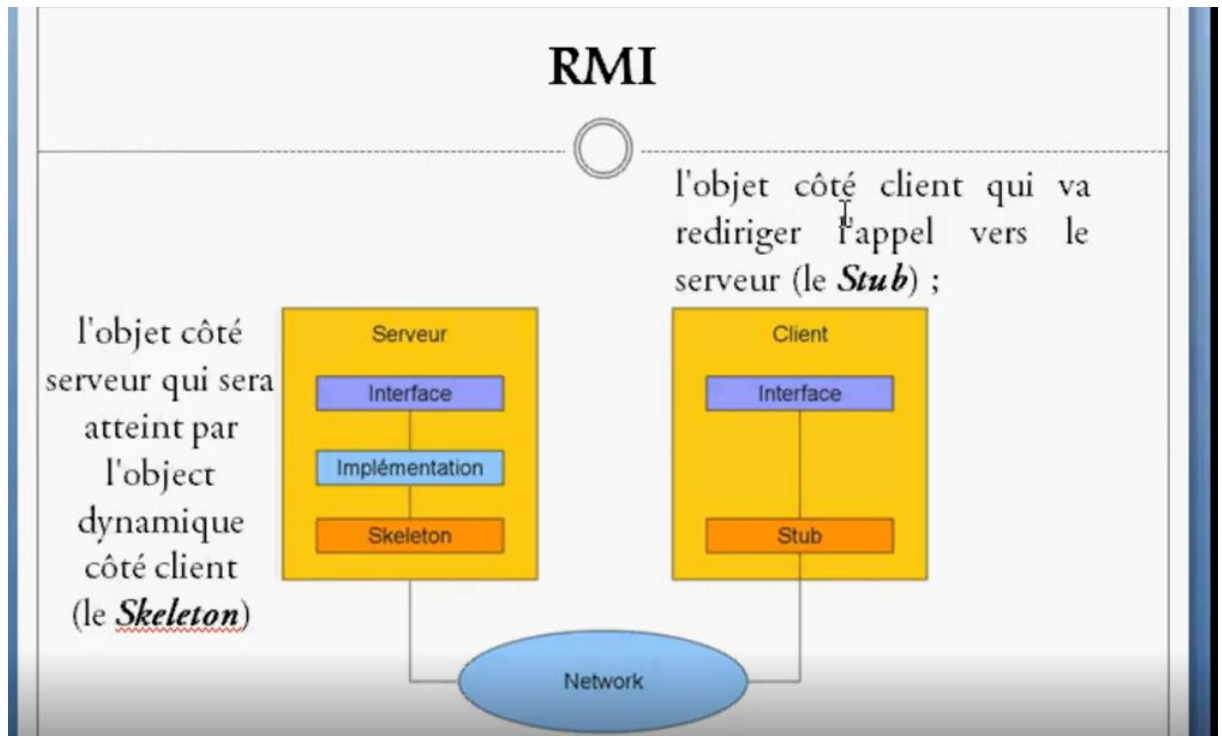 RMI
l'objet côté client qui va
rediriger l'appel vers le
serveur (le Stub) ;
l'objet côté
serveur qui sera
atteint par
l'object
dynamique
côté client
(le Skeleton)
Serveur
Interface
Implémentation
Skeleton
Client
Interface
Stub
Network